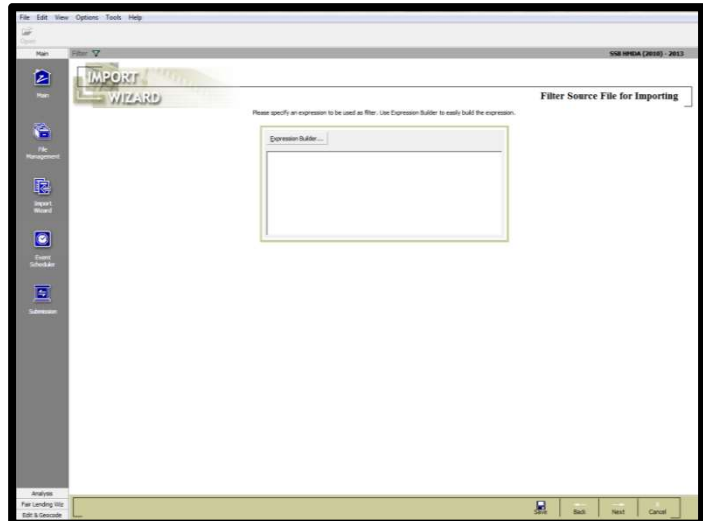 File Edit View Options Tools Help
Open
Main
Filter
SSB HMDA (2010) - 2013
IMPORT
WIZARD
Filter Source File for Importing
Please specify an expression to be used as filter. Use Expression Builder to easily build the expression.
Expression Builder...
Main
File
Management
Import
Wizard
Event
Scheduler
Submission
Analysis
Fair Lending Wiz
Edit & Geocode
Save
Back
Next
Cancel